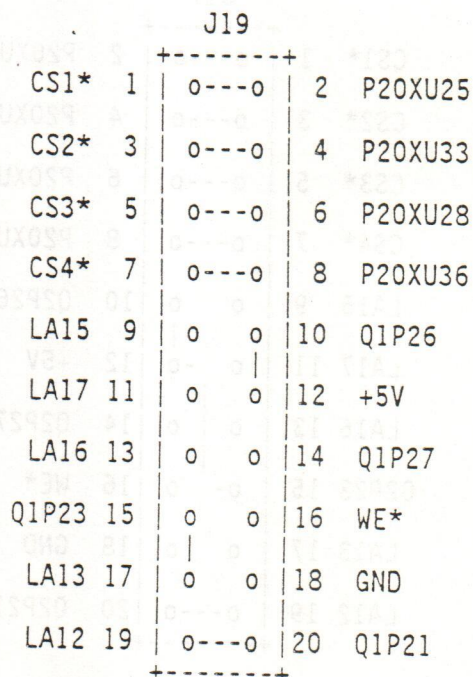 J19
+---------+
CS1* 1 | o---o | 2 P20XU25
CS2* 3 | o---o | 4 P20XU33
CS3* 5 | o---o | 6 P20XU28
CS4* 7 | o---o | 8 P20XU36
LA15 9 | o o | 10 Q1P26
| | |
LA17 11 | o o | 12 +5V
LA16 13 | o o | 14 Q1P27
Q1P23 15 | o o | 16 WE*
| | |
LA13 17 | o o | 18 GND
LA12 19 | o---o | 20 Q1P21
+---------+